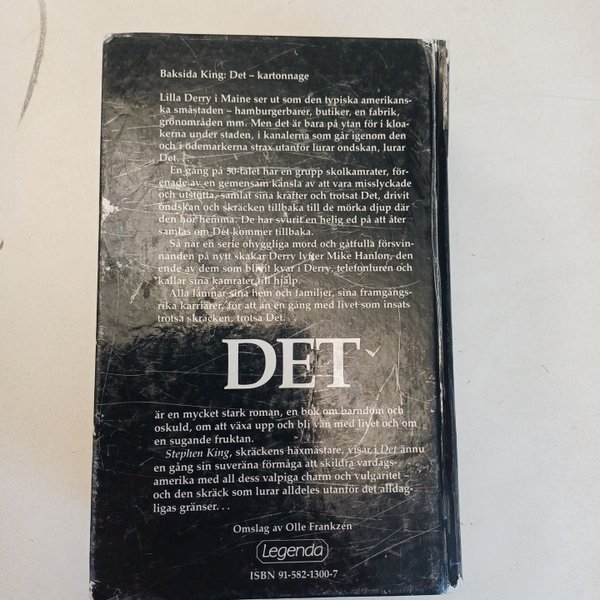 Baksida King: Det – kartonnage
Lilla Derry i Maine ser ut som den typiska amerikans-
ka småstaden – hamburgerbarer, butiker, en fabrik,
grönområden mm. Men det är bara på ytan för i kloa-
kerna under staden, i kanalerna som går igenom den
och i ödemarkerna strax utanför lurar ondskan, lurar
Det. . .
En gång på 50-talet har en grupp skolkamrater, för-
enade av en gemensam känsla av att vara misslyckade
och utstötta, samlat sina krafter och trotsat Det, drivit
ondskan och skräcken tillbaka till de mörka djup där
den hör hemma. De har svurit en helig ed på att åter
samlas om Det kommer tillbaka.
Så när en serie ohyggliga mord och gåtfulla försvin-
nanden på nytt skakar Derry lyfter Mike Hanlon, den
ende av dem som blivit kvar i Derry, telefonluren och
kallar sina kamrater till hjälp.
Alla lämnar sina hem och familjer, sina framgångs-
rika karriärer, för att än en gång med livet som insats
trotsa skräcken, trotsa Det. . .
DET
är en mycket stark roman, en bok om barndom och
oskuld, om att växa upp och bli vän med livet och om
en sugande fruktan.
Stephen King, skräckens häxmästare, visar i Det ännu
en gång sin suveräna förmåga att skildra vardags-
amerika med all dess valpiga charm och vulgaritet –
och den skräck som lurar alldeles utanför det alldag-
ligas gränser. . .
Omslag av Olle Frankzén
Legenda
ISBN 91-582-1300-7